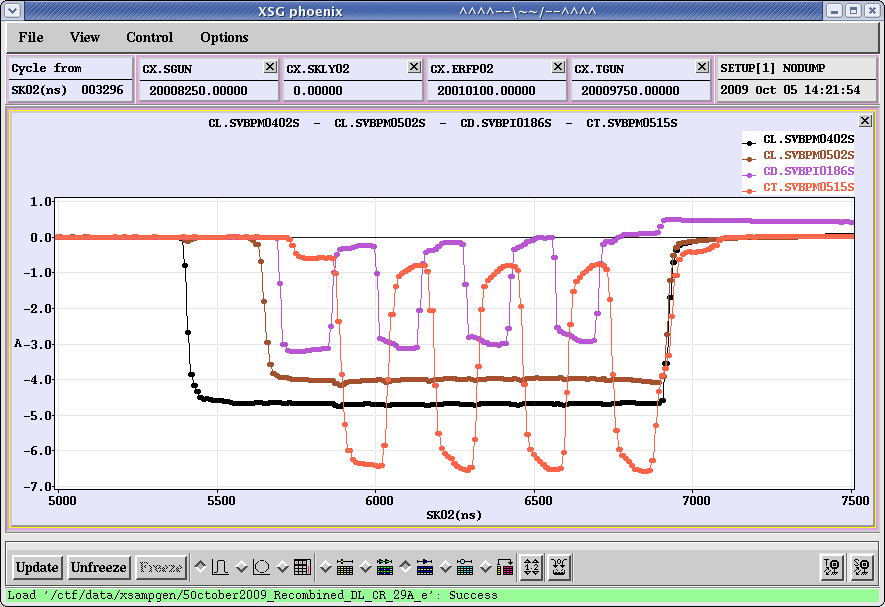 XSG phoenix ^^^^--\~~/--^^^^
File View Control Options
Cycle from CX.SGUN CX.SKLY02 CX.ERFP02 CX.TGUN SETUP[1] NODUMP
SK02(ns) 003296 20008250.00000 0.00000 20010100.00000 20009750.00000 2009 Oct 05 14:21:54
CL.SVBPM0402S - CL.SVBPM0502S - CD.SVBPI0186S - CT.SVBPM0515S
CL.SVBPM0402S
CL.SVBPM0502S
CD.SVBPI0186S
CT.SVBPM0515S
1.0
0.0
-1.0
-2.0
A -3.0
-4.0
-5.0
-6.0
-7.0
5000 5500 6000 6500 7000 7500
SK02(ns)
Update Unfreeze Freeze
Load '/ctf/data/xsampgen/5October2009_Recombined_DL_CR_29A_e': Success